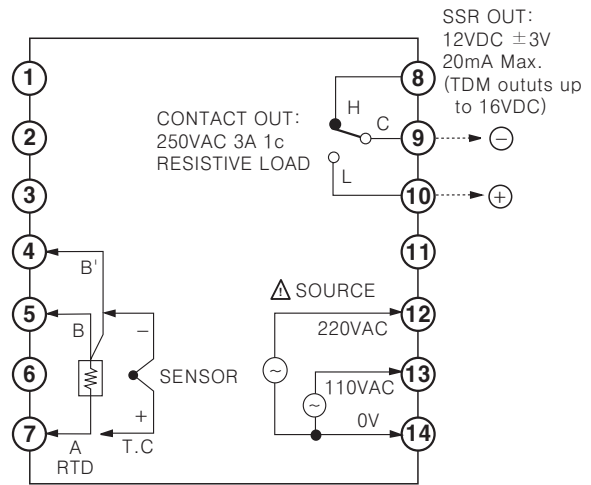 SSR OUT:
12VDC ±3V
20mA Max.
(TDM oututs up
to 16VDC)
1
2
3
4
5
6
7
B'
B
A
RTD
−
+
T.C
SENSOR
CONTACT OUT:
250VAC 3A 1c
RESISTIVE LOAD
H
C
L
⚠ SOURCE
220VAC
~
110VAC
~
0V
8
9
−
10
+
11
12
13
14